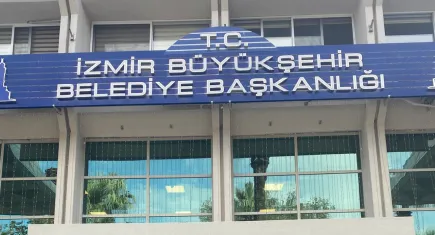 T.C.
İZMİR BÜYÜKŞEHİR
BELEDİYE BAŞKANLIĞI